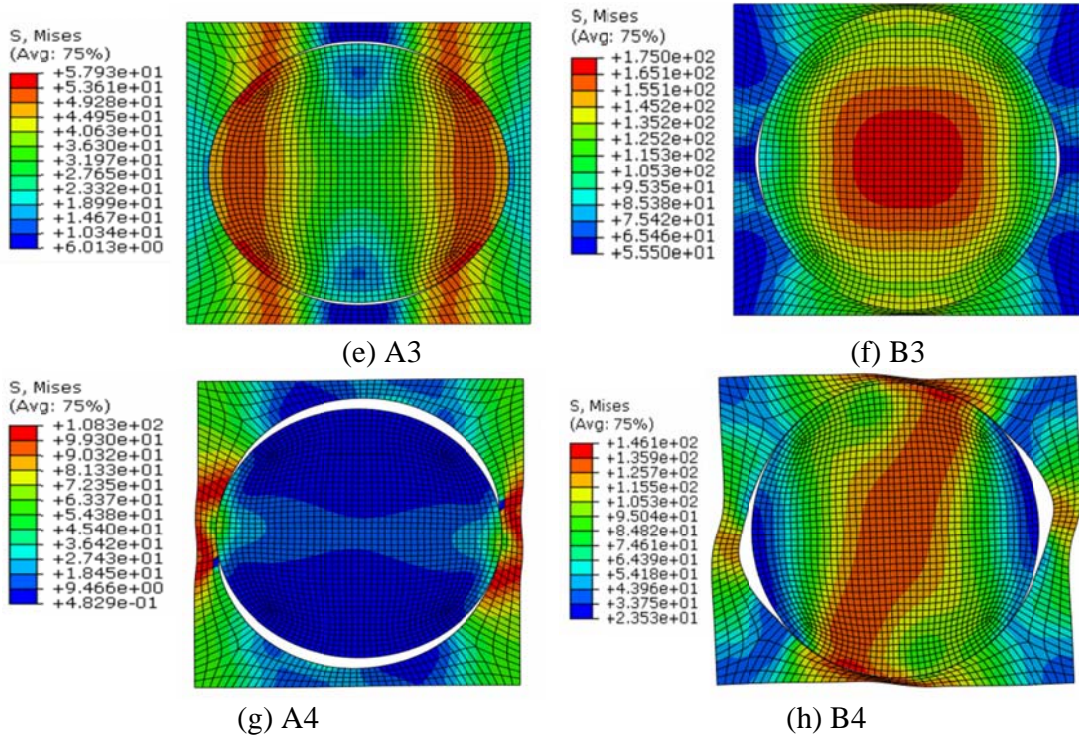 S, Mises
(Avg: 75%)
+5.793e+01
+5.361e+01
+4.928e+01
+4.495e+01
+4.063e+01
+3.630e+01
+3.197e+01
+2.765e+01
+2.332e+01
+1.899e+01
+1.467e+01
+1.034e+01
+6.013e+00
S, Mises
(Avg: 75%)
+1.750e+02
+1.651e+02
+1.551e+02
+1.452e+02
+1.352e+02
+1.252e+02
+1.153e+02
+1.053e+02
+9.535e+01
+8.538e+01
+7.542e+01
+6.546e+01
+5.550e+01
(e) A3
(f) B3
S, Mises
(Avg: 75%)
+1.083e+02
+9.930e+01
+9.032e+01
+8.133e+01
+7.235e+01
+6.337e+01
+5.438e+01
+4.540e+01
+3.642e+01
+2.743e+01
+1.845e+01
+9.466e+00
+4.829e-01
S, Mises
(Avg: 75%)
+1.461e+02
+1.359e+02
+1.257e+02
+1.155e+02
+1.053e+02
+9.504e+01
+8.482e+01
+7.461e+01
+6.439e+01
+5.418e+01
+4.396e+01
+3.375e+01
+2.353e+01
(g) A4
(h) B4